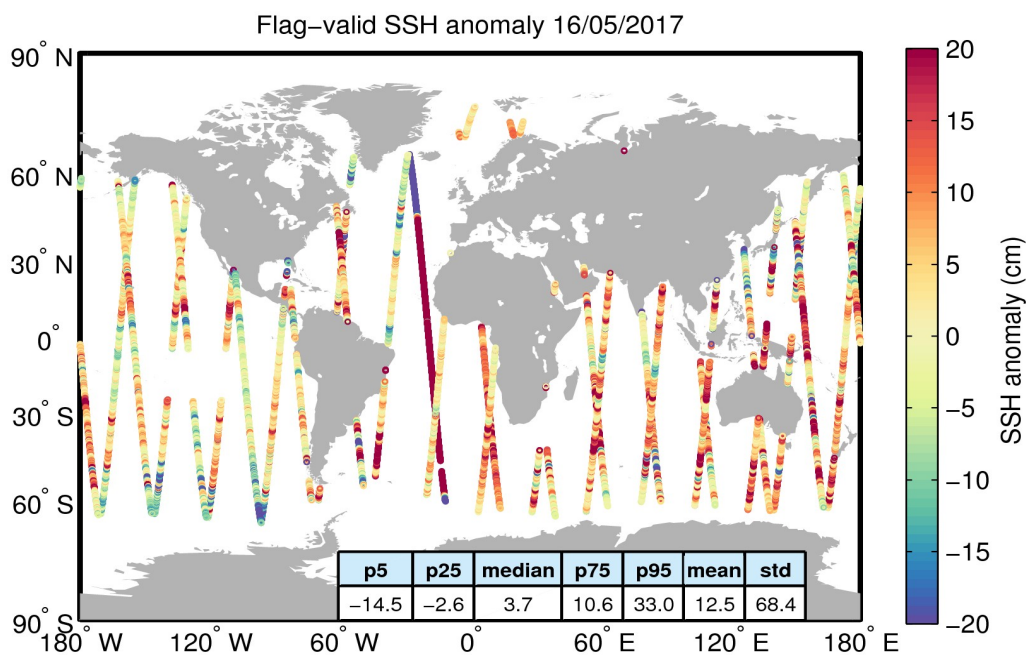 Flag−valid SSH anomaly 16/05/2017
90° N
60° N
30° N
0°
30° S
60° S
90° S
180° W
120° W
60° W
0°
60° E
120° E
180° E
p5 p25 median p75 p95 mean std
−14.5 −2.6 3.7 10.6 33.0 12.5 68.4
20
15
10
5
0
−5
−10
−15
−20
SSH anomaly (cm)